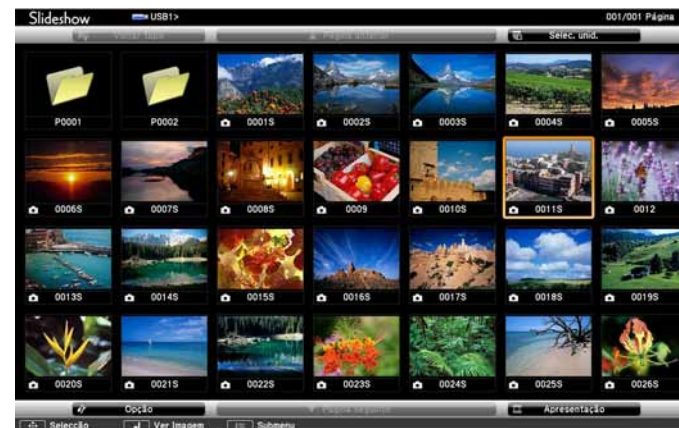 Slideshow USB1> 001/001 Página
Voltar topo Página anterior Selec. unid.
P0001 P0002 0001S 0002S 0003S 0004S 0005S
0006S 0007S 0008S 0009 0010S 0011S 0012
0013S 0014S 0015S 0016S 0017S 0018S 0019S
0020S 0021S 0022S 0023S 0024S 0025S 0026S
Opção Página seguinte Apresentação
Selecção Ver Imagem Submenu